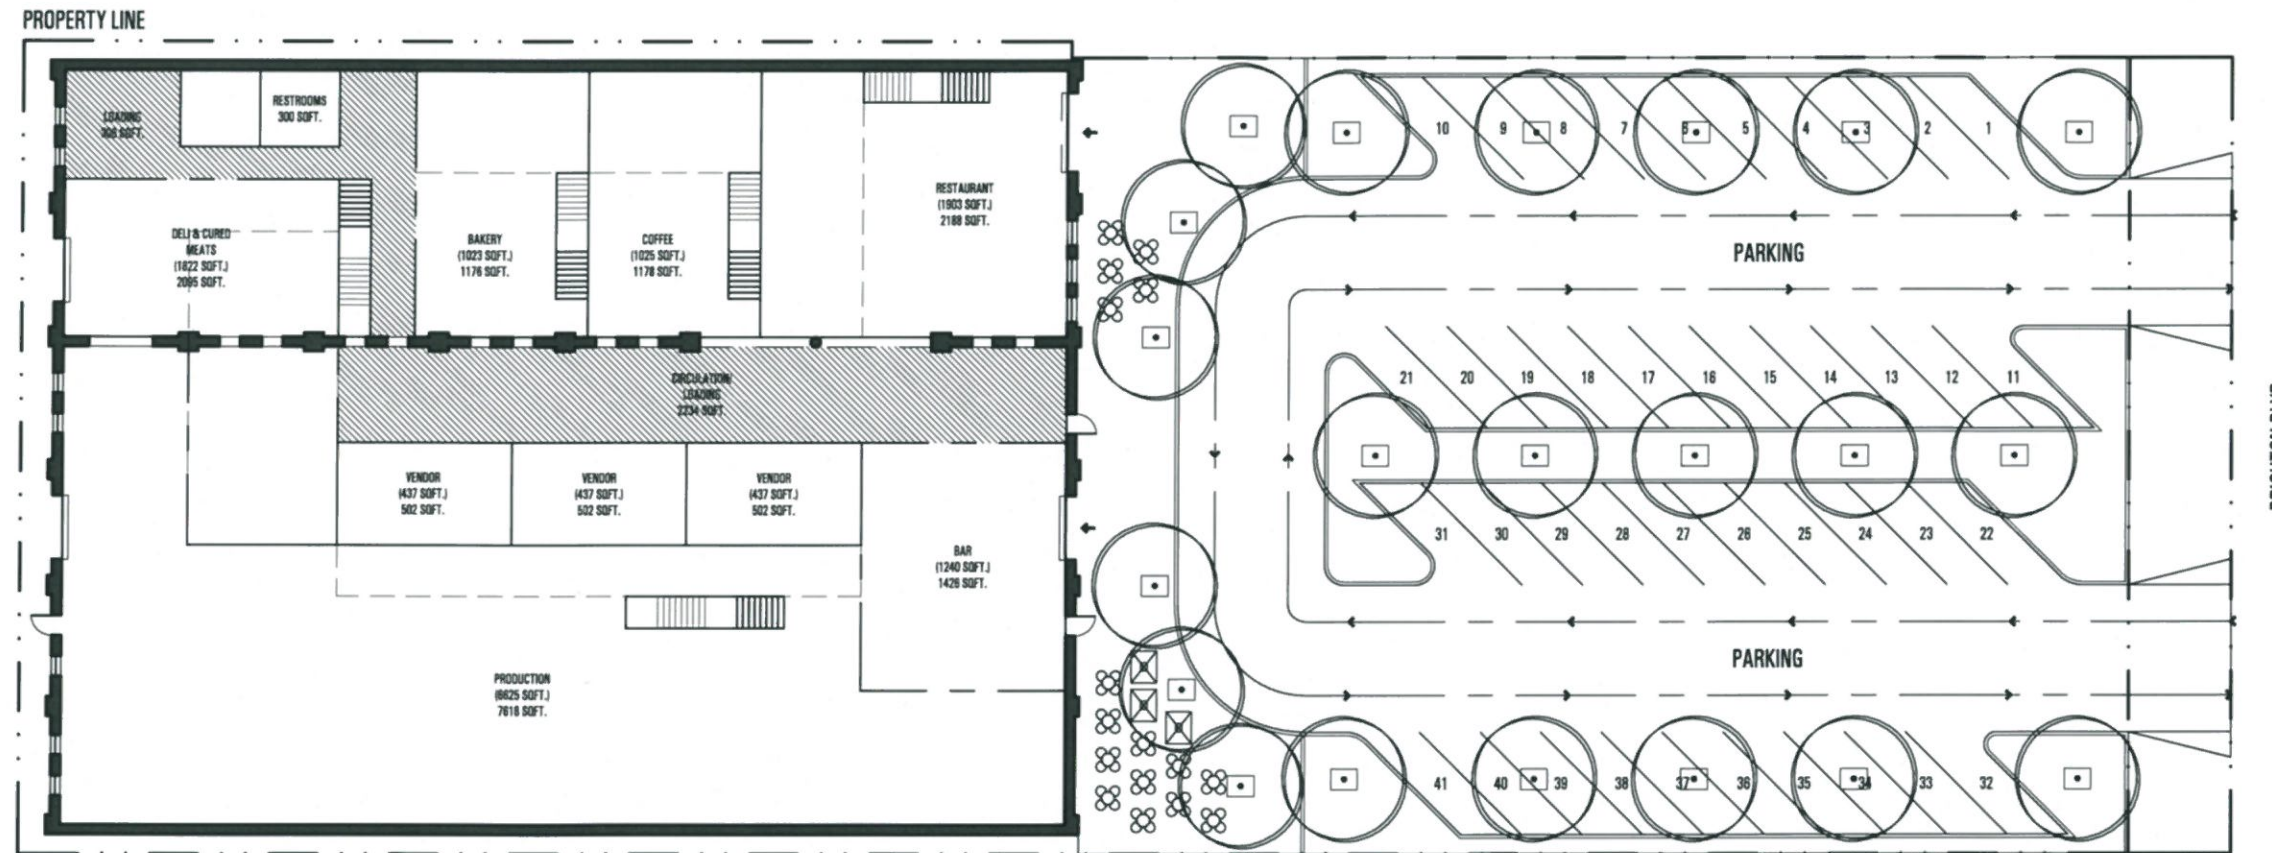 PROPERTY LINE
LOADING
RESTROOMS
300 SQFT.
DELI & CURED
MEATS
(1822 SQFT.)
2095 SQFT.
BAKERY
(1023 SQFT.)
1176 SQFT.
COFFEE
(1025 SQFT.)
1178 SQFT.
RESTAURANT
(1903 SQFT.)
2188 SQFT.
CIRCULATION/
LOADING
2234 SQFT.
VENDOR
(437 SQFT.)
502 SQFT.
VENDOR
(437 SQFT.)
502 SQFT.
VENDOR
(437 SQFT.)
502 SQFT.
BAR
(1240 SQFT.)
1426 SQFT.
PRODUCTION
(6625 SQFT.)
7618 SQFT.
10 9 8 7 6 5 4 3 2 1
PARKING
21 20 19 18 17 16 15 14 13 12 11
31 30 29 28 27 26 25 24 23 22
PARKING
41 40 39 38 37 36 35 34 33 32